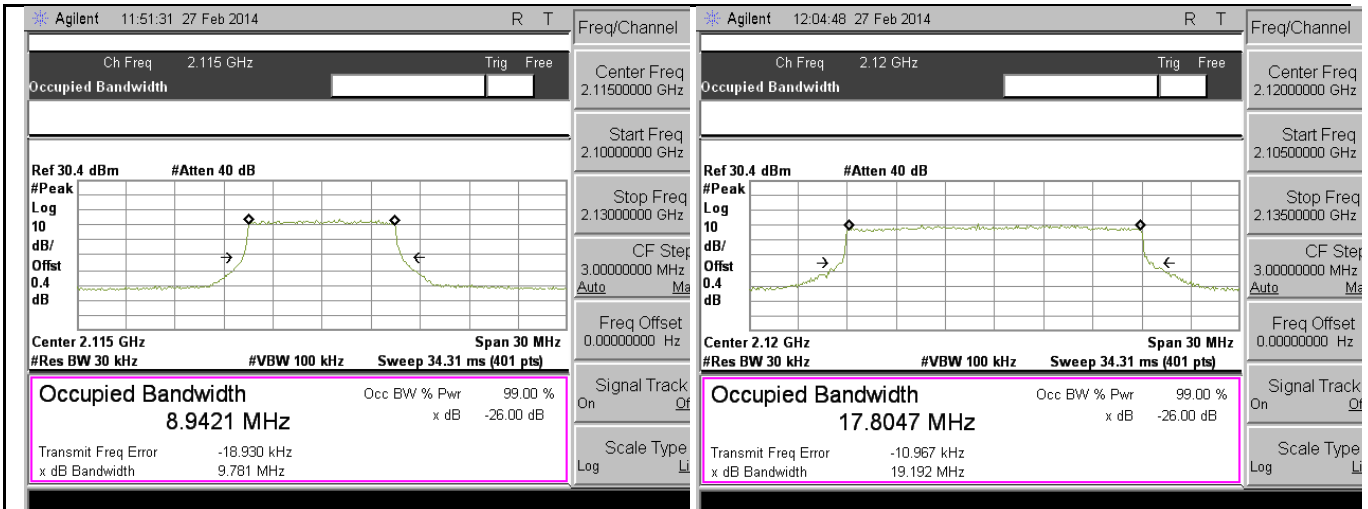 Agilent 11:51:31 27 Feb 2014 R T
Freq/Channel
Ch Freq 2.115 GHz Trig Free
Occupied Bandwidth
Center Freq
2.11500000 GHz
Start Freq
2.10000000 GHz
Ref 30.4 dBm #Atten 40 dB
#Peak
Log
10
dB/
Offst
0.4
dB
Stop Freq
2.13000000 GHz
CF Step
3.00000000 MHz
Auto Ma
Freq Offset
0.00000000 Hz
Center 2.115 GHz Span 30 MHz
#Res BW 30 kHz #VBW 100 kHz Sweep 34.31 ms (401 pts)
Occupied Bandwidth Occ BW % Pwr 99.00 %
8.9421 MHz x dB -26.00 dB
Transmit Freq Error -18.930 kHz
x dB Bandwidth 9.781 MHz
Signal Track
On Of
Scale Type
Log Li
Agilent 12:04:48 27 Feb 2014 R T
Freq/Channel
Ch Freq 2.12 GHz Trig Free
Occupied Bandwidth
Center Freq
2.12000000 GHz
Start Freq
2.10500000 GHz
Ref 30.4 dBm #Atten 40 dB
#Peak
Log
10
dB/
Offst
0.4
dB
Stop Freq
2.13500000 GHz
CF Step
3.00000000 MHz
Auto Ma
Freq Offset
0.00000000 Hz
Center 2.12 GHz Span 30 MHz
#Res BW 30 kHz #VBW 100 kHz Sweep 34.31 ms (401 pts)
Occupied Bandwidth Occ BW % Pwr 99.00 %
17.8047 MHz x dB -26.00 dB
Transmit Freq Error -10.967 kHz
x dB Bandwidth 19.192 MHz
Signal Track
On Of
Scale Type
Log Li